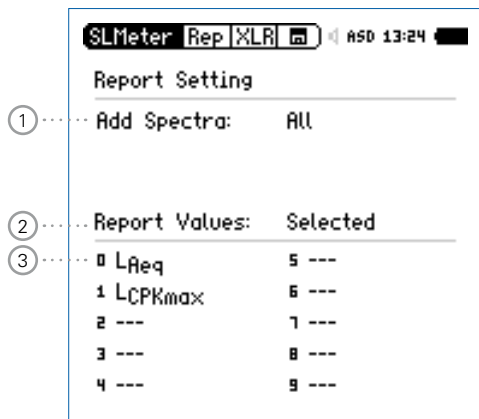 SLMeter Rep XLR ASD 13:24
Report Setting
1 Add Spectra: All
2 Report Values: Selected
3 0 LAeq 5 ---
1 LCPKmax 6 ---
2 --- 7 ---
3 --- 8 ---
4 --- 9 ---